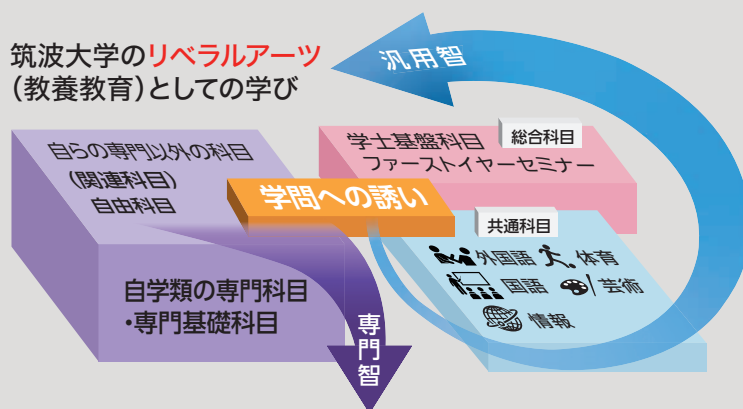 筑波大学のリベラルアーツ
(教養教育)としての学び
汎用智
自らの専門以外の科目
(関連科目)
自由科目
学士基盤科目
総合科目
ファーストイヤーセミナー
学問への誘い
共通科目
外国語
体育
国語
芸術
情報
自学類の専門科目
・専門基礎科目
専門智